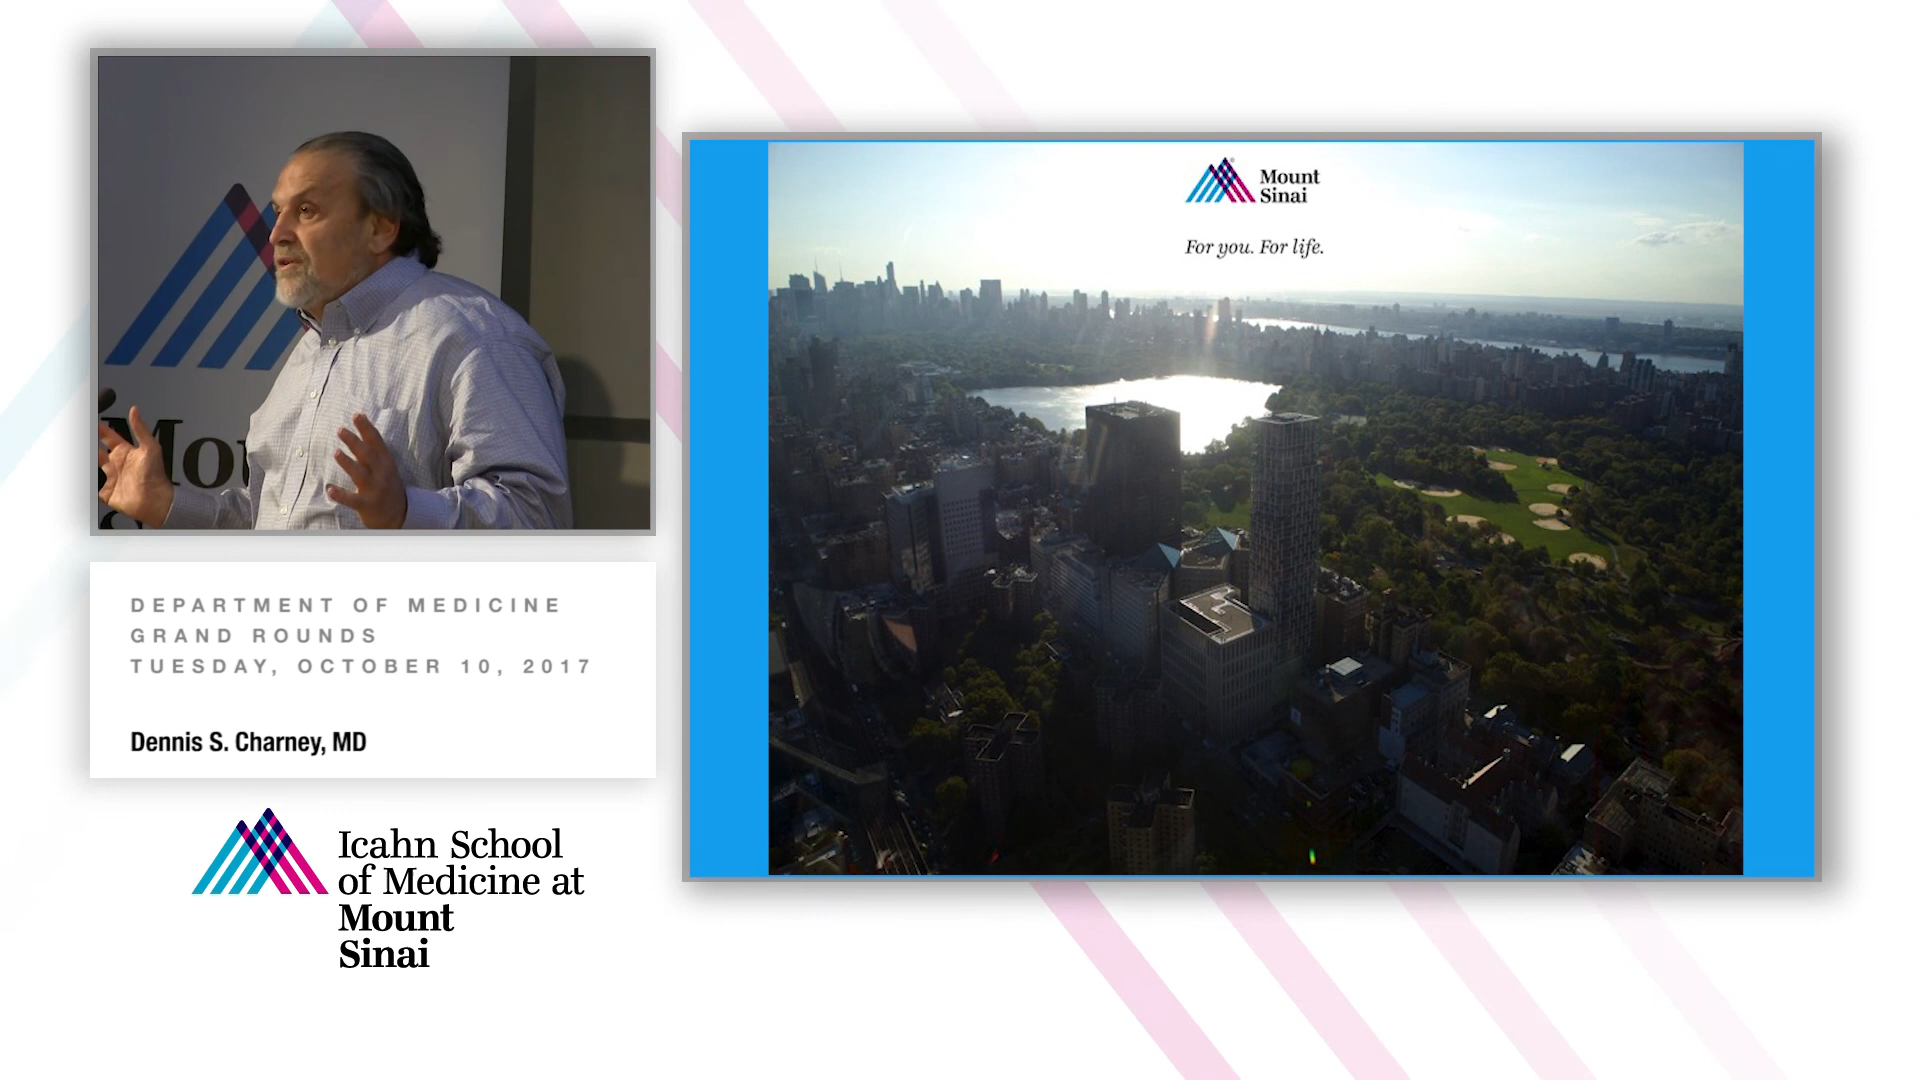 DEPARTMENT OF MEDICINE
GRAND ROUNDS
TUESDAY, OCTOBER 10, 2017
Dennis S. Charney, MD
Icahn School
of Medicine at
Mount
Sinai
Mount
Sinai
For you. For life.